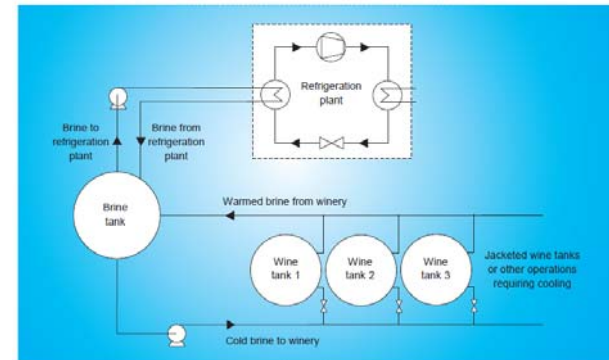 Refrigeration
plant
Brine to
refrigeration
plant
Brine from
refrigeration
plant
Brine
tank
Warmed brine from winery
Wine
tank 1
Wine
tank 2
Wine
tank 3
Jacketed wine tanks
or other operations
requiring cooling
Cold brine to winery